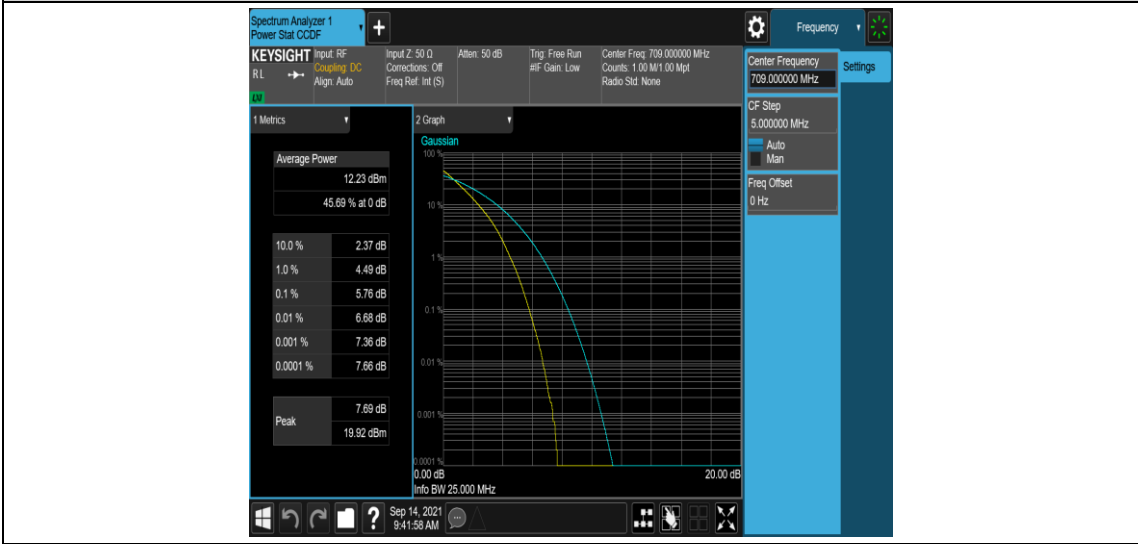 Spectrum Analyzer 1
Power Stat CCDF
+
Frequency
KEYSIGHT Input: RF Input Z: 50 Ω Atten: 50 dB Trig: Free Run Center Freq: 709.000000 MHz
RL Coupling: DC Corrections: Off #IF Gain: Low Counts: 1.00 M/1.00 Mpt
Align: Auto Freq Ref: Int (S) Radio Std: None
Center Frequency
709.000000 MHz
Settings
CF Step
5.000000 MHz
Auto
Man
Freq Offset
0 Hz
1 Metrics
Average Power
12.23 dBm
45.69 % at 0 dB
10.0 % 2.37 dB
1.0 % 4.49 dB
0.1 % 5.76 dB
0.01 % 6.68 dB
0.001 % 7.36 dB
0.0001 % 7.66 dB
Peak 7.69 dB
19.92 dBm
2 Graph
Gaussian
100 %
10 %
1 %
0.1 %
0.01 %
0.001 %
0.0001 %
0.00 dB 20.00 dB
Info BW 25.000 MHz
? Sep 14, 2021
9:41:58 AM